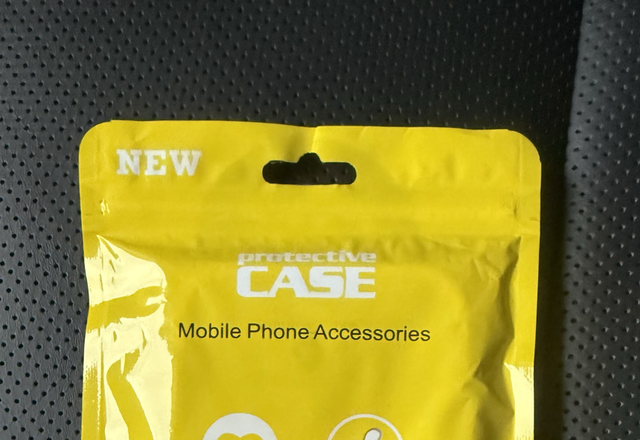 NEW
protective
CASE
Mobile Phone Accessories